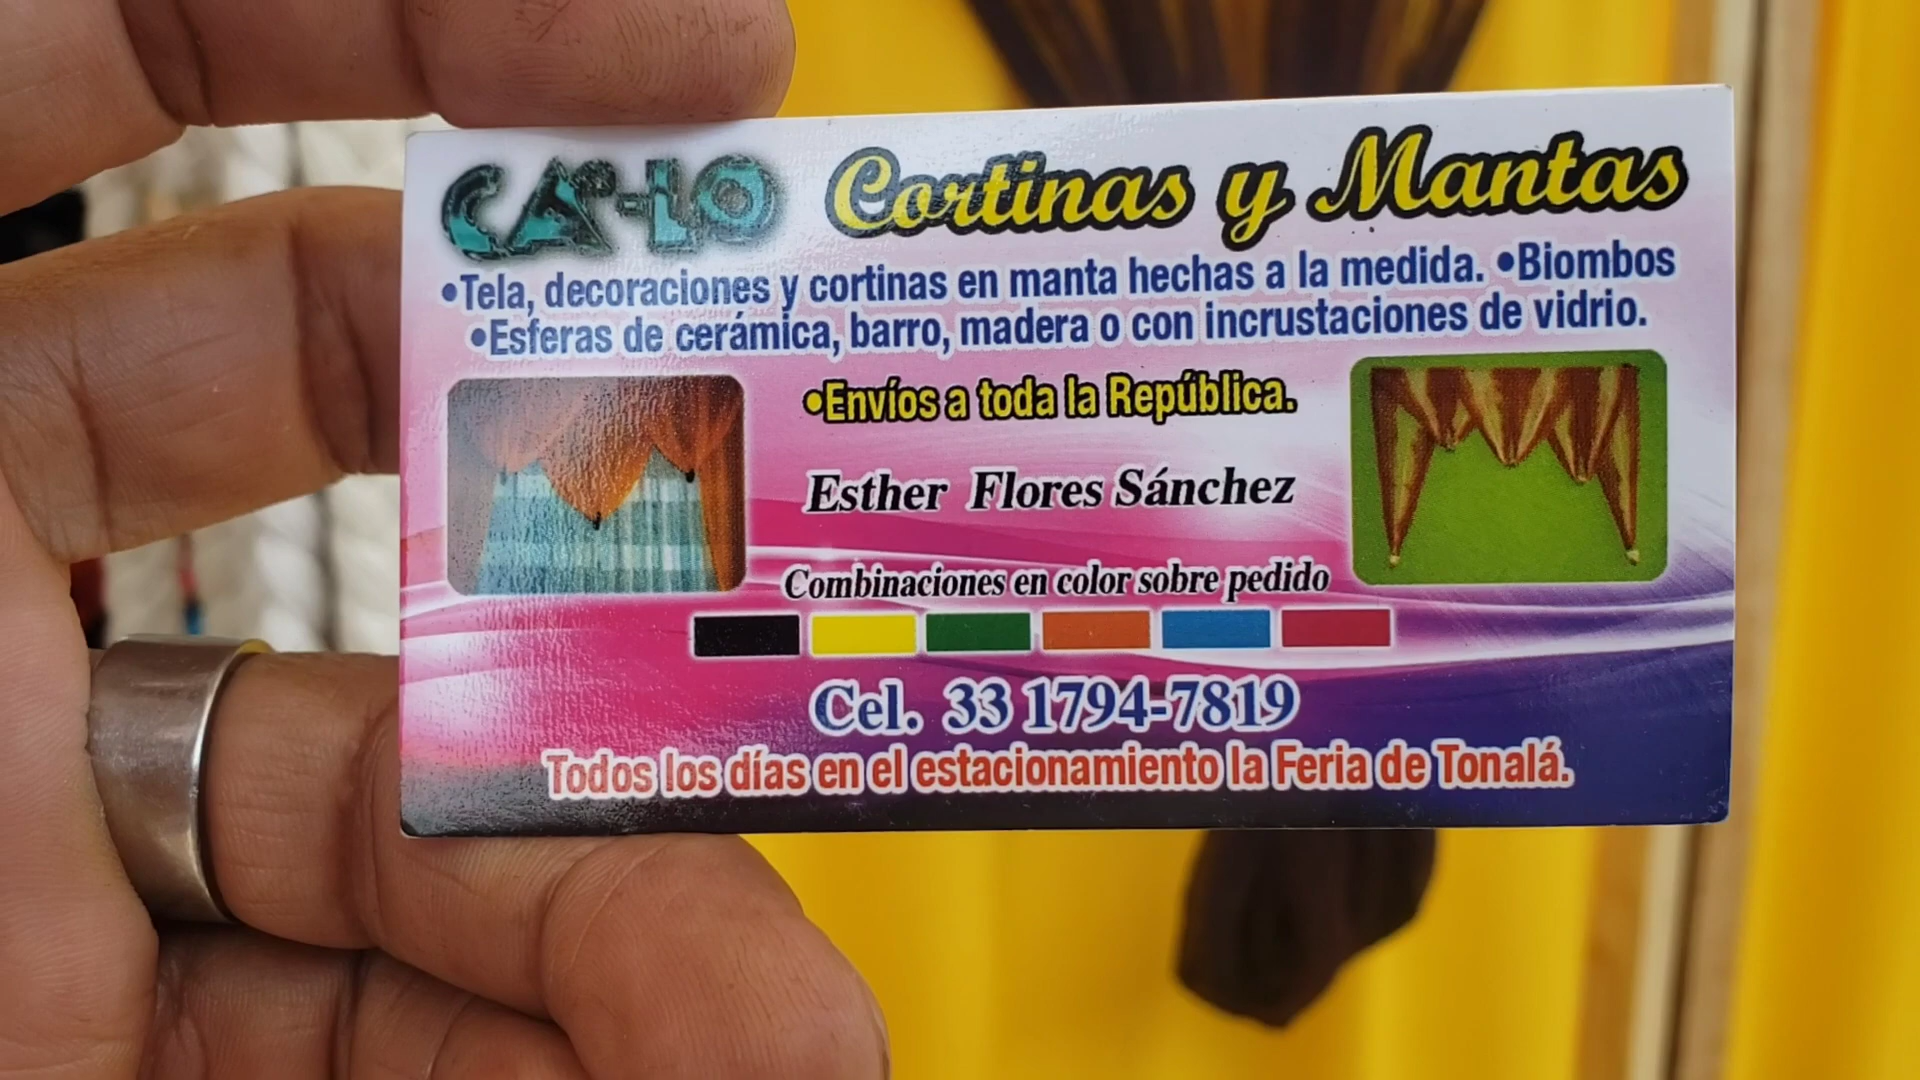 CA'-LO Cortinas y Mantas
•Tela, decoraciones y cortinas en manta hechas a la medida. •Biombos
•Esferas de cerámica, barro, madera o con incrustaciones de vidrio.
•Envíos a toda la República.
Esther Flores Sánchez
Combinaciones en color sobre pedido
Cel. 33 1794-7819
Todos los días en el estacionamiento la Feria de Tonalá.